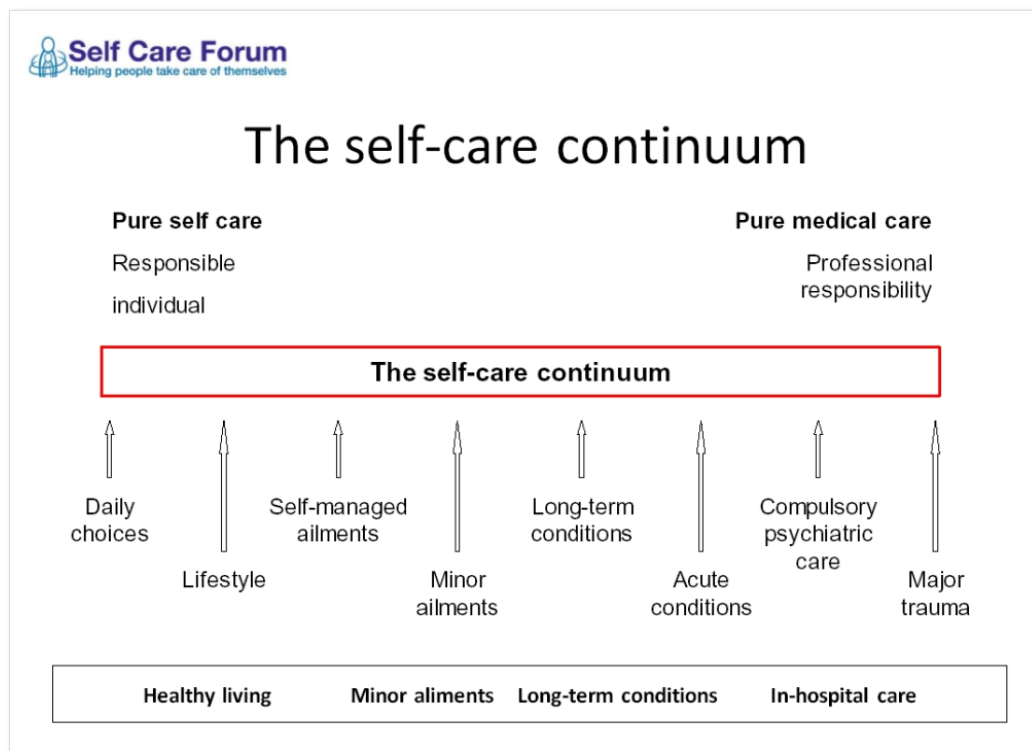 Self Care Forum
Helping people take care of themselves
The self-care continuum
Pure self care
Responsible
individual
Pure medical care
Professional
responsibility
The self-care continuum
Daily
choices
Lifestyle
Self-managed
ailments
Minor
ailments
Long-term
conditions
Acute
conditions
Compulsory
psychiatric
care
Major
trauma
Healthy living
Minor aliments
Long-term conditions
In-hospital care